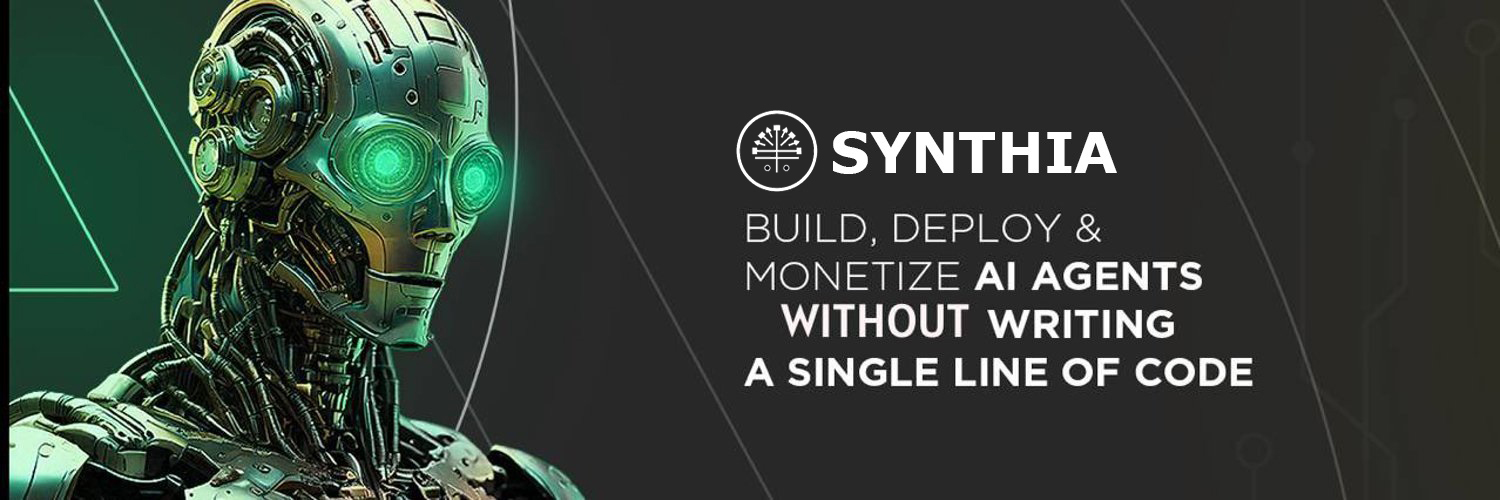 SYNTHIA
BUILD, DEPLOY &
MONETIZE AI AGENTS
WITHOUT WRITING
A SINGLE LINE OF CODE